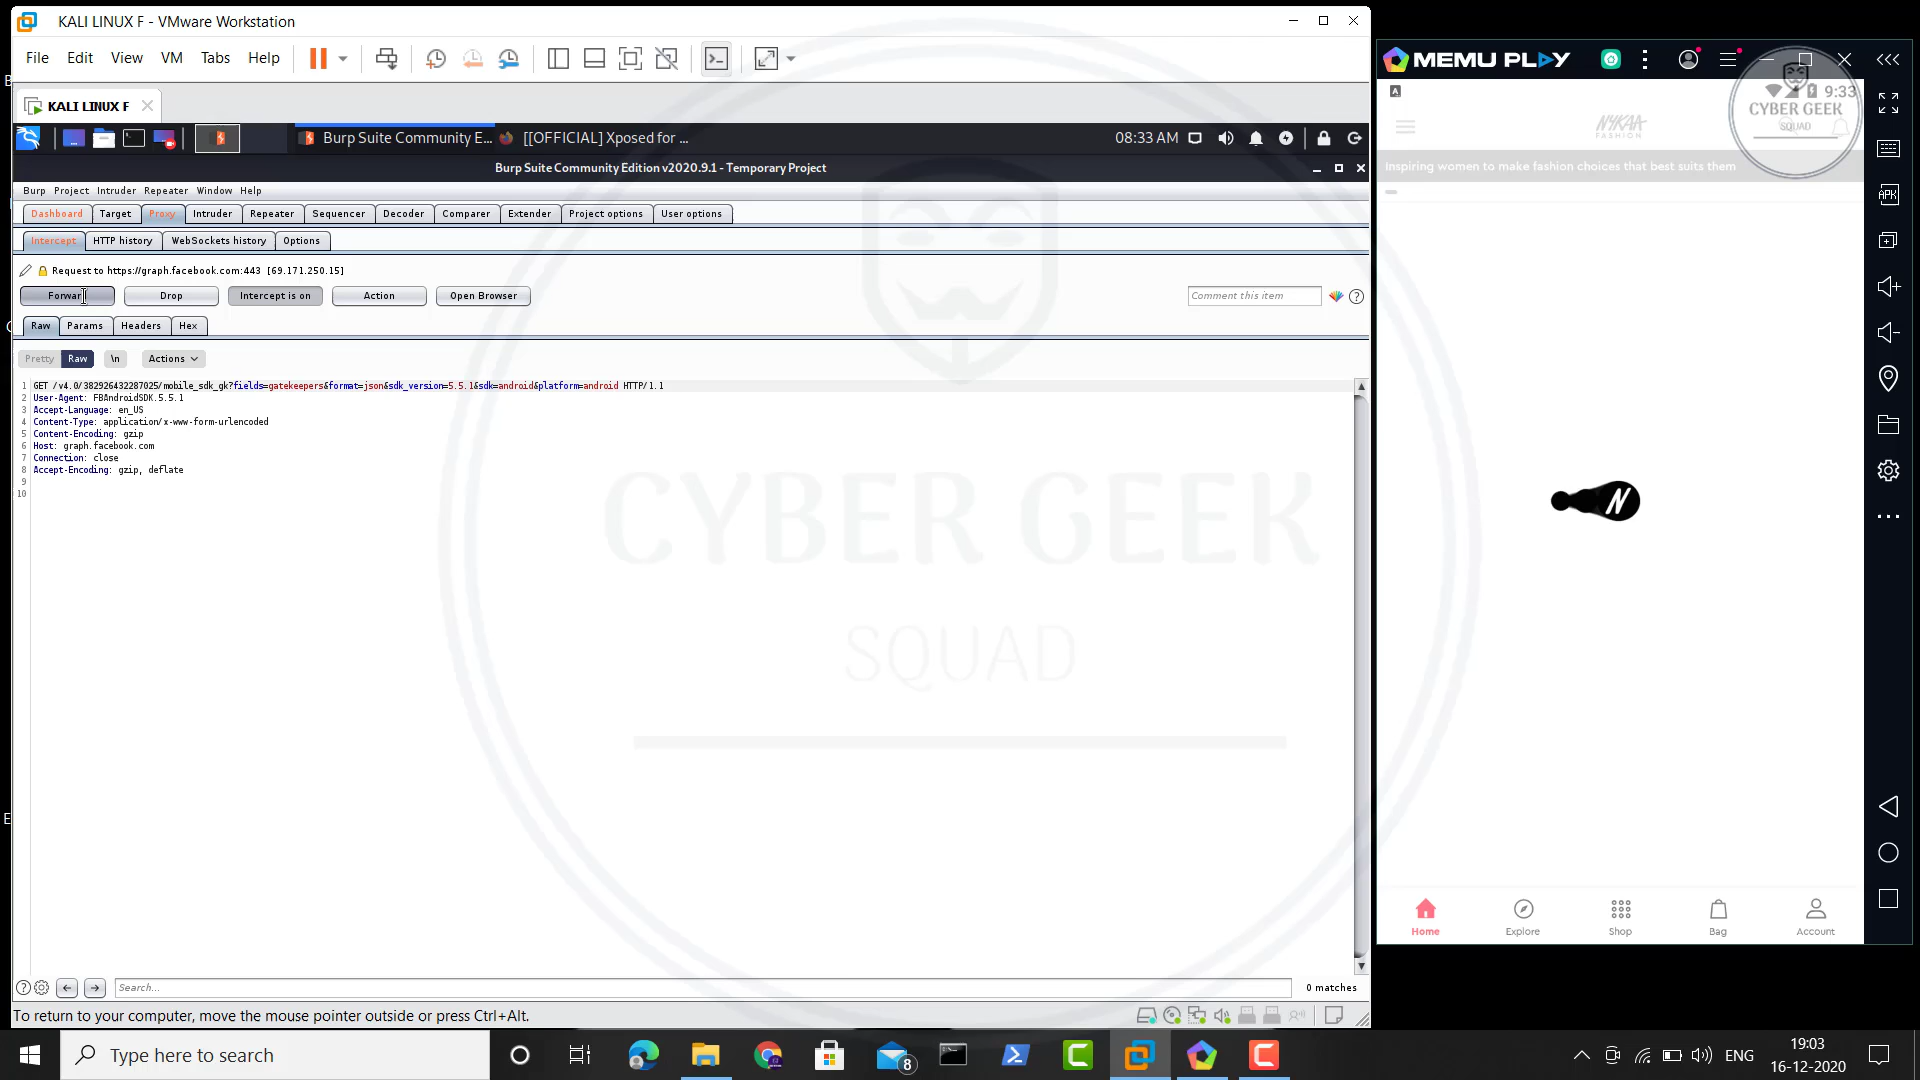 KALI LINUX F - VMware Workstation
File Edit View VM Tabs Help
KALI LINUX F
Burp Suite Community E... [[OFFICIAL] Xposed for ... 08:33 AM
Burp Suite Community Edition v2020.9.1 - Temporary Project
Burp Project Intruder Repeater Window Help
Dashboard Target Proxy Intruder Repeater Sequencer Decoder Comparer Extender Project options User options
Intercept HTTP history WebSockets history Options
Request to https://graph.facebook.com:443 [69.171.250.15]
Forward Drop Intercept is on Action Open Browser Comment this item
Raw Params Headers Hex
Pretty Raw \n Actions
1 GET /v4.0/382926432287025/mobile_sdk_gk?fields=gatekeepers&format=json&sdk_version=5.5.1&sdk=android&platform=android HTTP/1.1
2 User-Agent: FBAndroidSDK.5.5.1
3 Accept-Language: en_US
4 Content-Type: application/x-www-form-urlencoded
5 Content-Encoding: gzip
6 Host: graph.facebook.com
7 Connection: close
8 Accept-Encoding: gzip, deflate
9
10
CYBER GEEK
SQUAD
Search... 0 matches
To return to your computer, move the mouse pointer outside or press Ctrl+Alt.
MEMU PLAY
A 9:33
NYKAA
FASHION
CYBER GEEK
SQUAD
Inspiring women to make fashion choices that best suits them
APK
N
Home Explore Shop Bag Account
Type here to search 8 ENG 19:03
16-12-2020